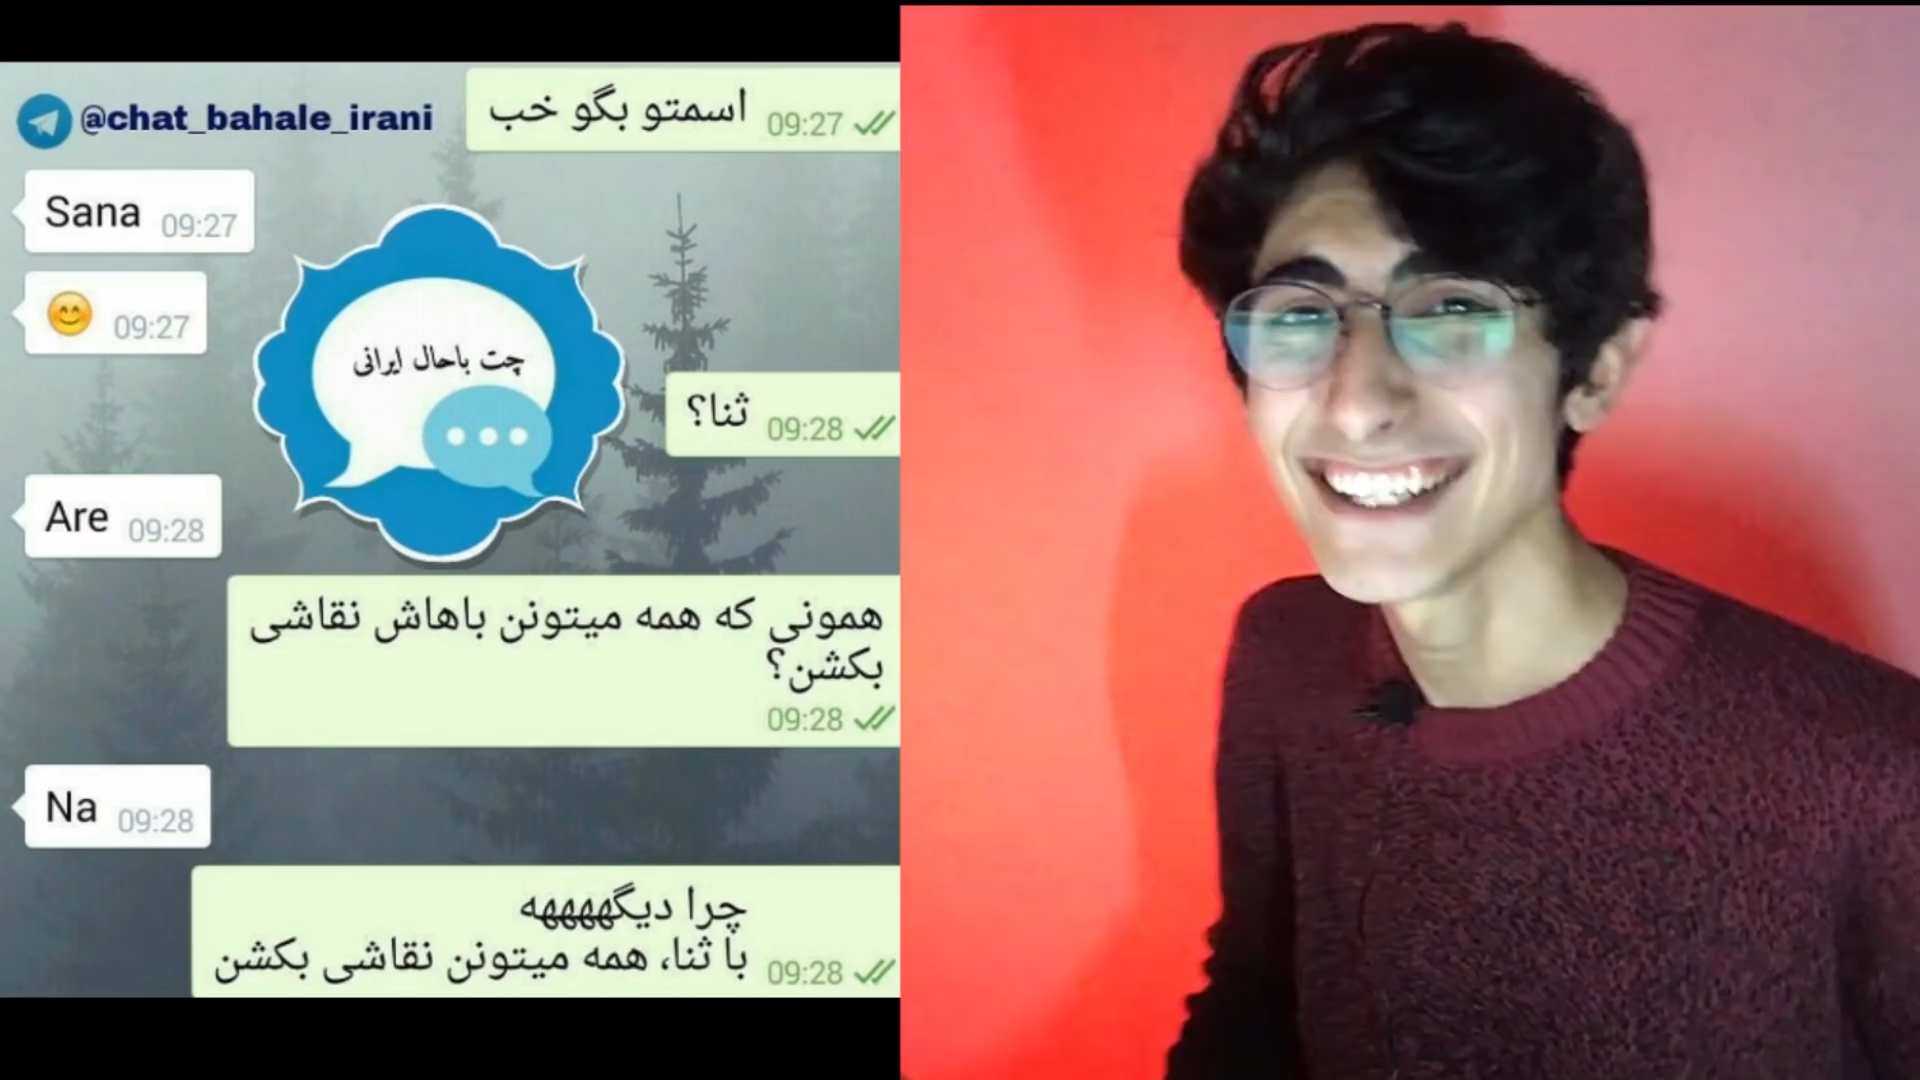 @chat_bahale_irani
اسمتو بگو خب 09:27
Sana 09:27
😊 09:27
چت باحال ایرانی
ثنا؟ 09:28
Are 09:28
همونی که همه میتونن باهاش نقاشی
بکشن؟
09:28
Na 09:28
چرا دیگههههههه
با ثنا، همه میتونن نقاشی بکشن 09:28